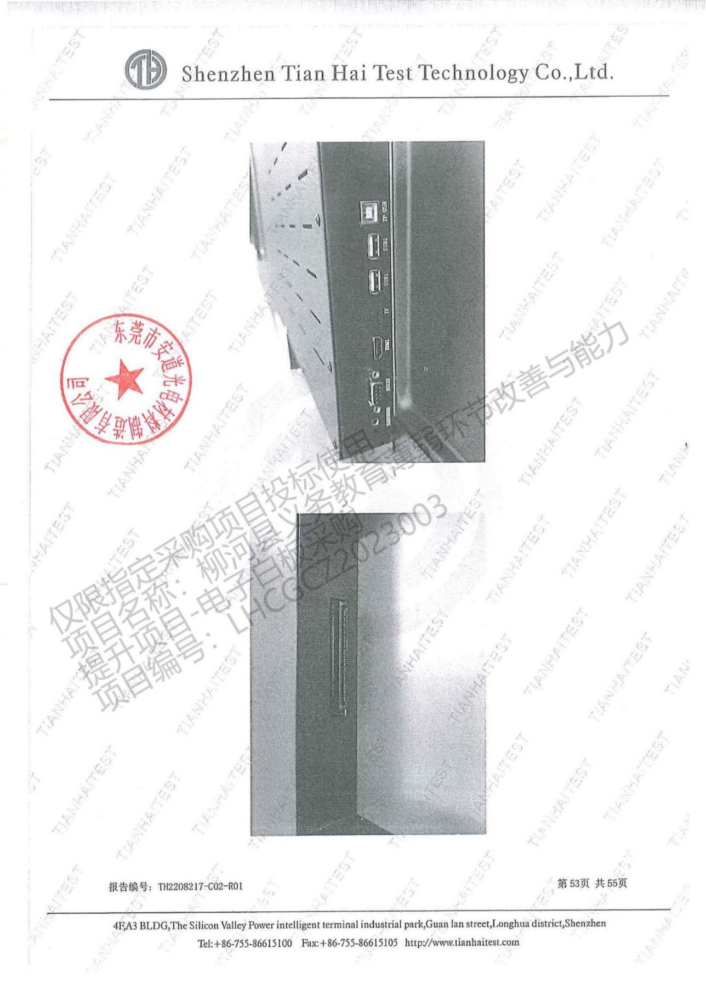 Shenzhen Tian Hai Test Technology Co.,Ltd.
TP USB
USB2
USB1
TF
HDMI
RS232
东莞市安道光电材料制造有限公司
仅限指定采购项目投标使用
项目名称：柳河县义务教育薄弱环节改善与能力
提升项目-电子白板采购
项目编号：LHCGCZ2023003
TIANHAITEST
报告编号：TH2208217-C02-R01
第53页 共55页
4F,A3 BLDG,The Silicon Valley Power intelligent terminal industrial park,Guan lan street,Longhua district,Shenzhen
Tel:+86-755-86615100 Fax:+86-755-86615105 http://www.tianhaitest.com